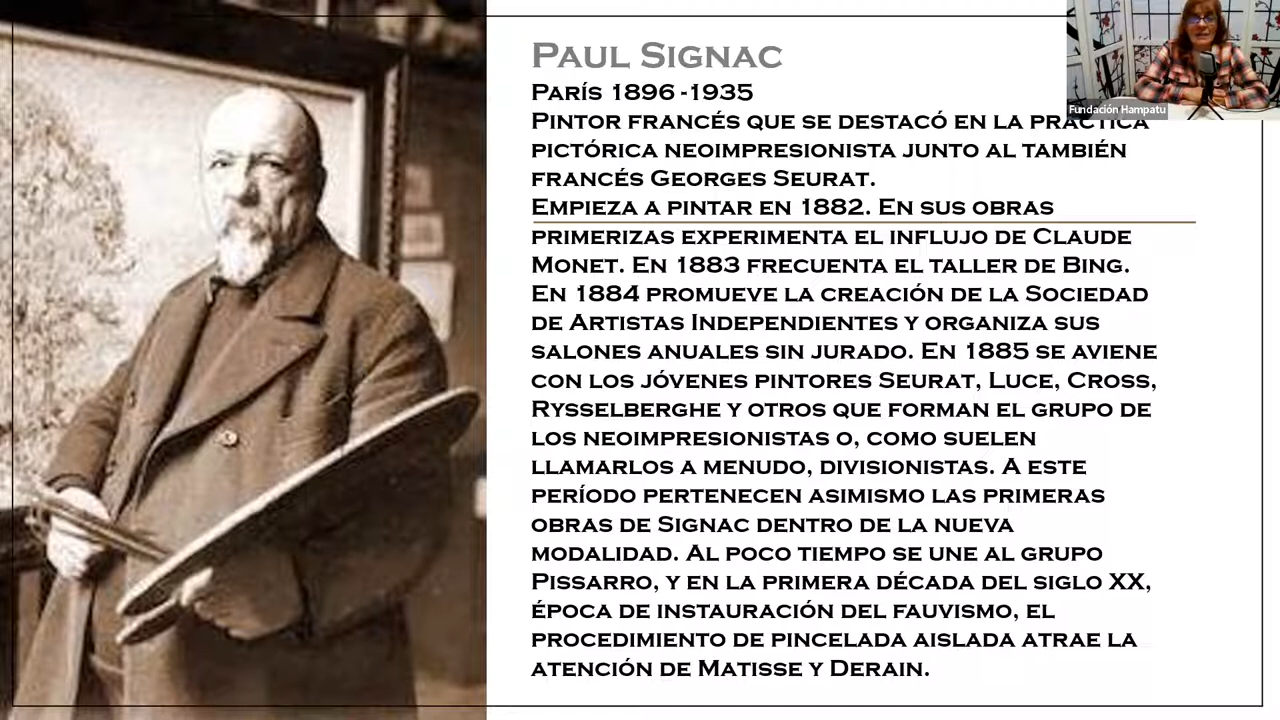 Paul Signac
París 1896 -1935
Pintor francés que se destacó en la práctica
pictórica neoimpresionista junto al también
francés Georges Seurat.
Empieza a pintar en 1882. En sus obras
primerizas experimenta el influjo de Claude
Monet. En 1883 frecuenta el taller de Bing.
En 1884 promueve la creación de la Sociedad
de Artistas Independientes y organiza sus
salones anuales sin jurado. En 1885 se aviene
con los jóvenes pintores Seurat, Luce, Cross,
Rysselberghe y otros que forman el grupo de
los neoimpresionistas o, como suelen
llamarlos a menudo, divisionistas. A este
período pertenecen asimismo las primeras
obras de Signac dentro de la nueva
modalidad. Al poco tiempo se une al grupo
Pissarro, y en la primera década del siglo XX,
época de instauración del fauvismo, el
procedimiento de pincelada aislada atrae la
atención de Matisse y Derain.
Fundación Hampatu